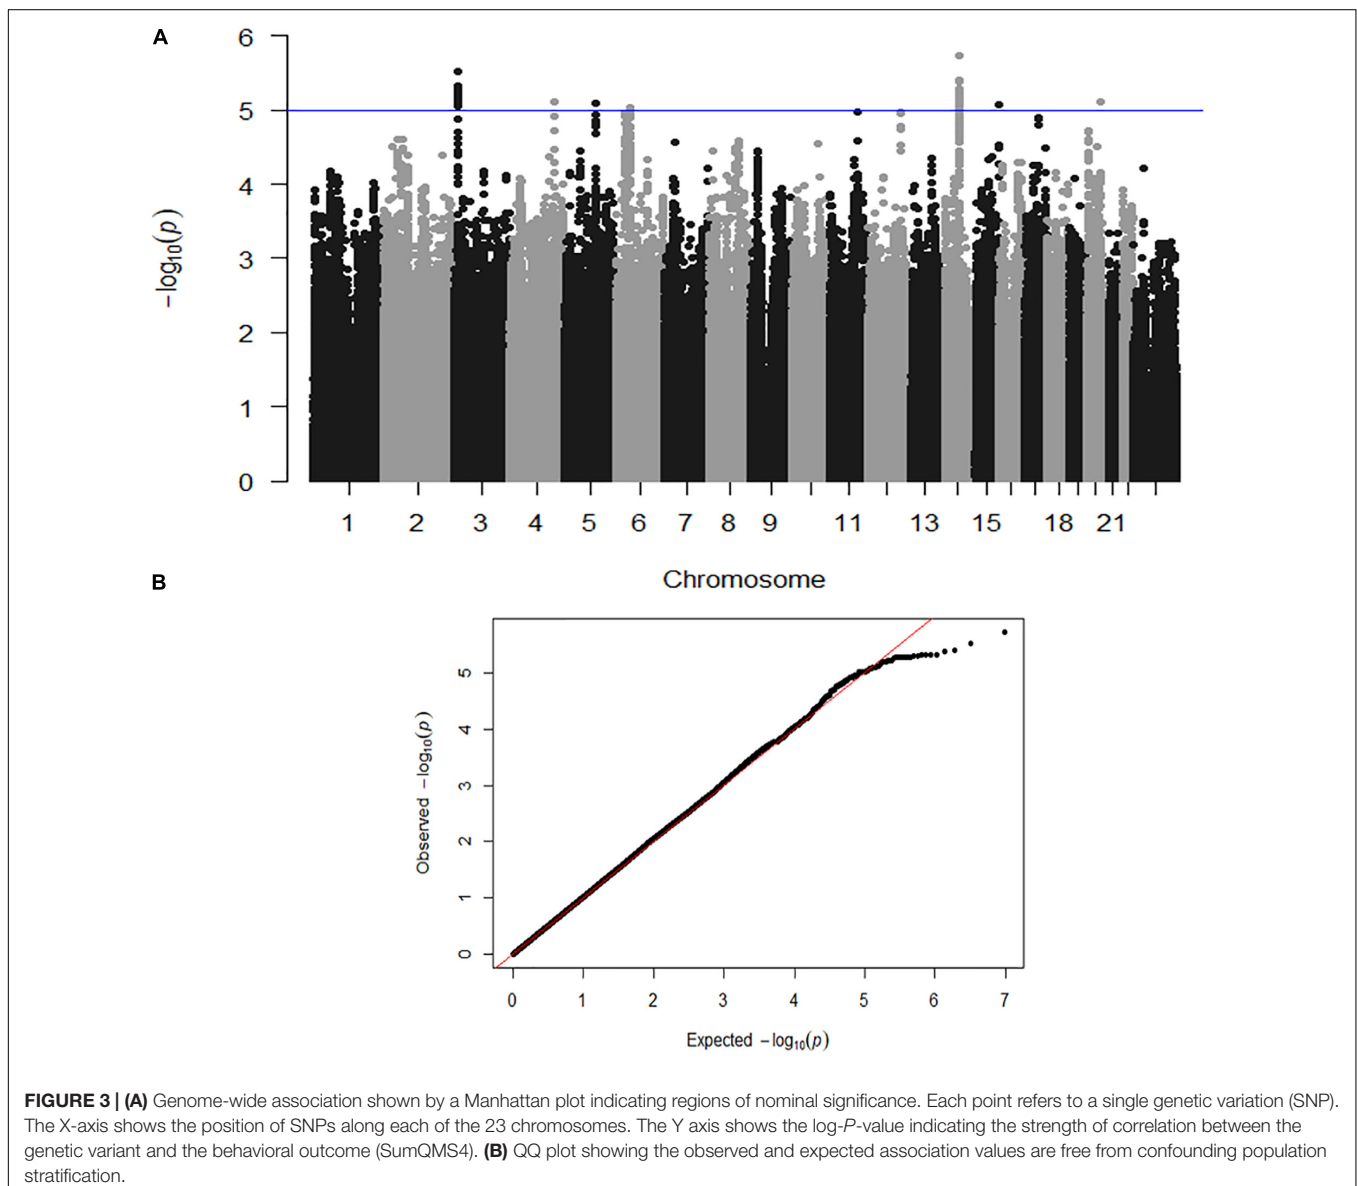 A
6
5
4
3
2
1
0
−log10(p)
1 2 3 4 5 6 7 8 9 11 13 15 18 21
Chromosome
B
5
4
3
2
1
0
Observed −log10(p)
0 1 2 3 4 5 6 7
Expected −log10(p)
FIGURE 3 | (A) Genome-wide association shown by a Manhattan plot indicating regions of nominal significance. Each point refers to a single genetic variation (SNP).
The X-axis shows the position of SNPs along each of the 23 chromosomes. The Y axis shows the log-P-value indicating the strength of correlation between the
genetic variant and the behavioral outcome (SumQMS4). (B) QQ plot showing the observed and expected association values are free from confounding population
stratification.